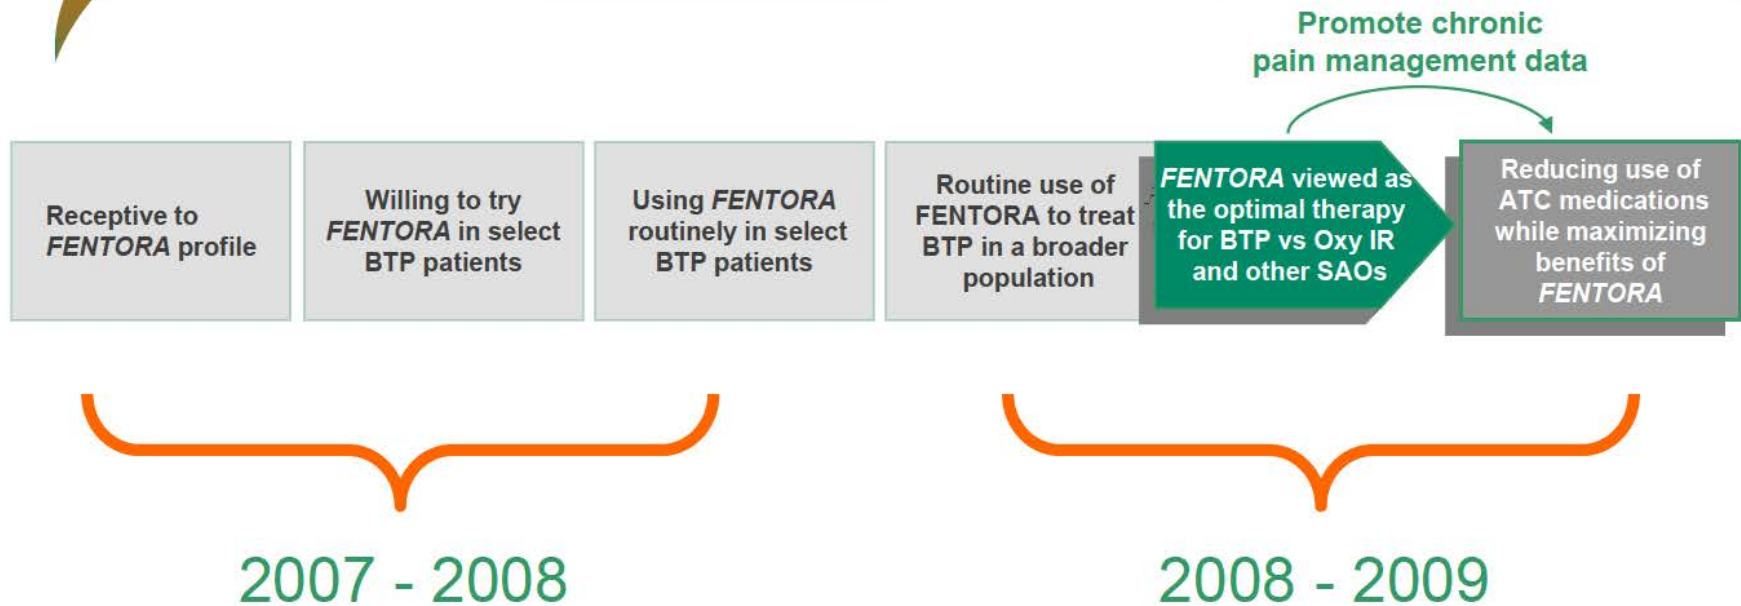 Promote chronic
pain management data
Receptive to
FENTORA profile
Willing to try
FENTORA in select
BTP patients
Using FENTORA
routinely in select
BTP patients
Routine use of
FENTORA to treat
BTP in a broader
population
FENTORA viewed as
the optimal therapy
for BTP vs Oxy IR
and other SAOs
Reducing use of
ATC medications
while maximizing
benefits of
FENTORA
2007 - 2008
2008 - 2009